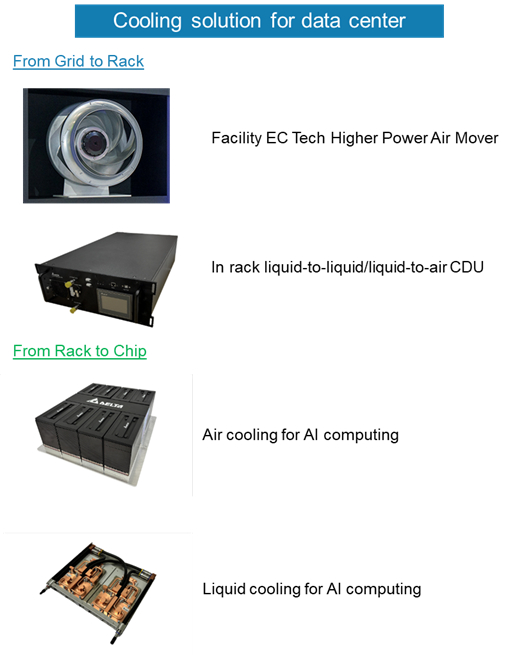 Cooling solution for data center
From Grid to Rack
Facility EC Tech Higher Power Air Mover
In rack liquid-to-liquid/liquid-to-air CDU
From Rack to Chip
DELTA
Air cooling for AI computing
Liquid cooling for AI computing